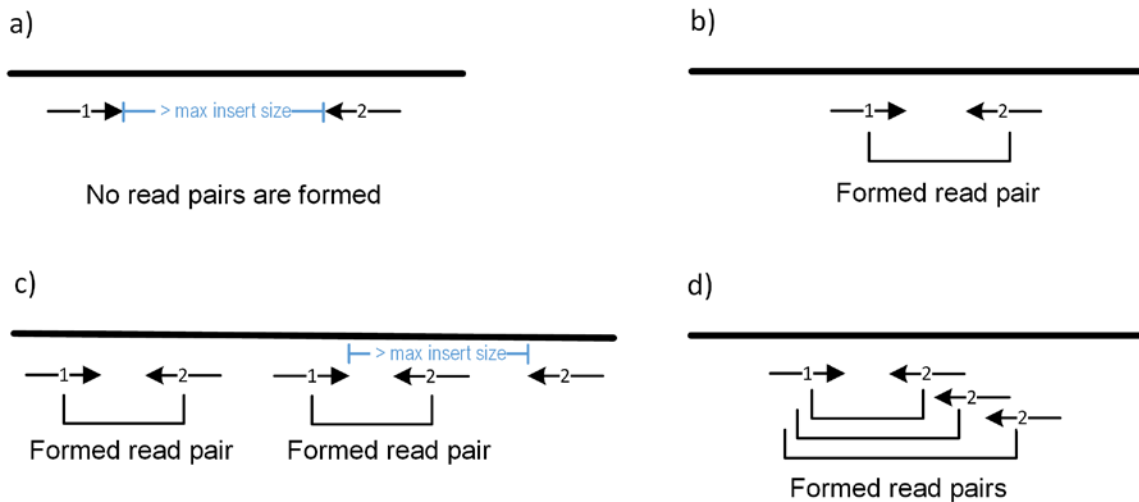 a)
1
> max insert size
2
No read pairs are formed
b)
1
2
Formed read pair
c)
> max insert size
1
2
1
2
2
Formed read pair
Formed read pair
d)
1
2
2
2
Formed read pairs